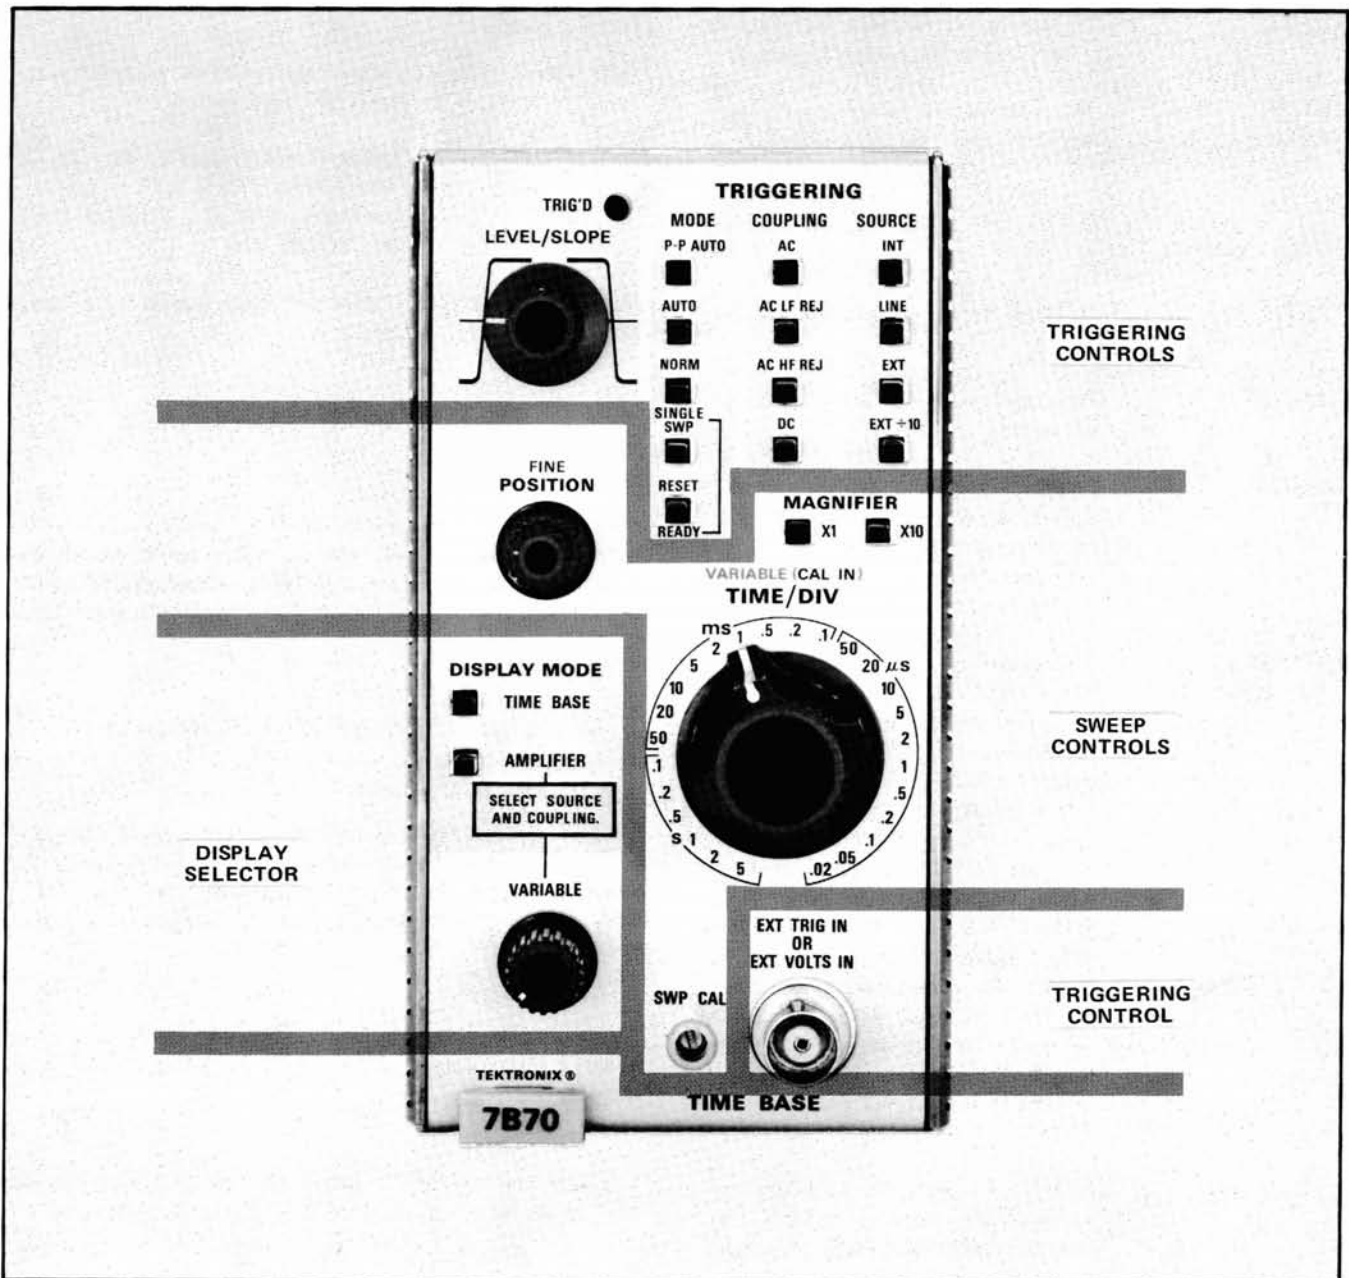 TRIG'D
TRIGGERING
MODE COUPLING SOURCE
LEVEL/SLOPE
P-P AUTO AC INT
AUTO AC LF REJ LINE
NORM AC HF REJ EXT
SINGLE
SWP
DC EXT ÷10
RESET
READY
TRIGGERING
CONTROLS
FINE
POSITION
MAGNIFIER
X1 X10
VARIABLE (CAL IN)
TIME/DIV
ms
1
.5
.2
.1
50
20
µs
10
5
2
1
.5
.2
.1
.05
.02
5
2
1
s
.5
.2
.1
50
20
10
5
2
DISPLAY MODE
TIME BASE
AMPLIFIER
SELECT SOURCE
AND COUPLING.
VARIABLE
DISPLAY
SELECTOR
SWEEP
CONTROLS
EXT TRIG IN
OR
EXT VOLTS IN
SWP CAL
TRIGGERING
CONTROL
TEKTRONIX ®
7B70
TIME BASE